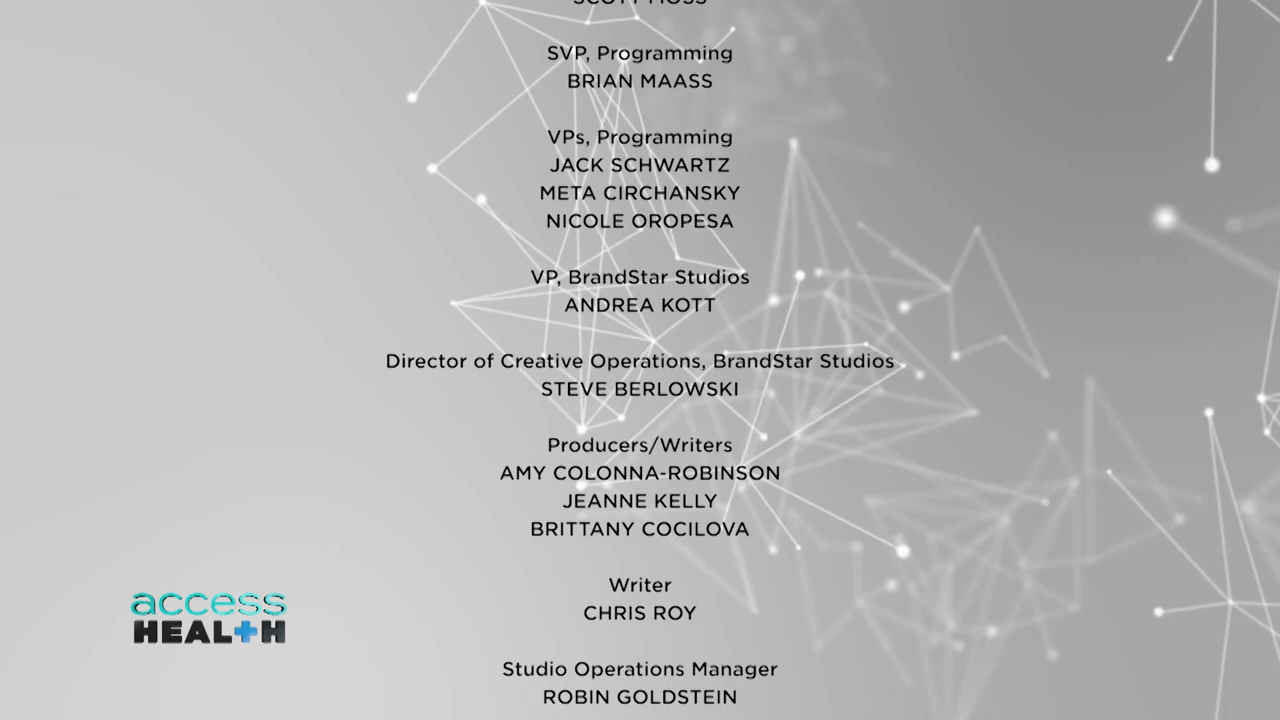 SCOTT MOSS
SVP, Programming
BRIAN MAASS
VPs, Programming
JACK SCHWARTZ
META CIRCHANSKY
NICOLE OROPESA
VP, BrandStar Studios
ANDREA KOTT
Director of Creative Operations, BrandStar Studios
STEVE BERLOWSKI
Producers/Writers
AMY COLONNA-ROBINSON
JEANNE KELLY
BRITTANY COCILOVA
Writer
CHRIS ROY
Studio Operations Manager
ROBIN GOLDSTEIN
access
HEALTH